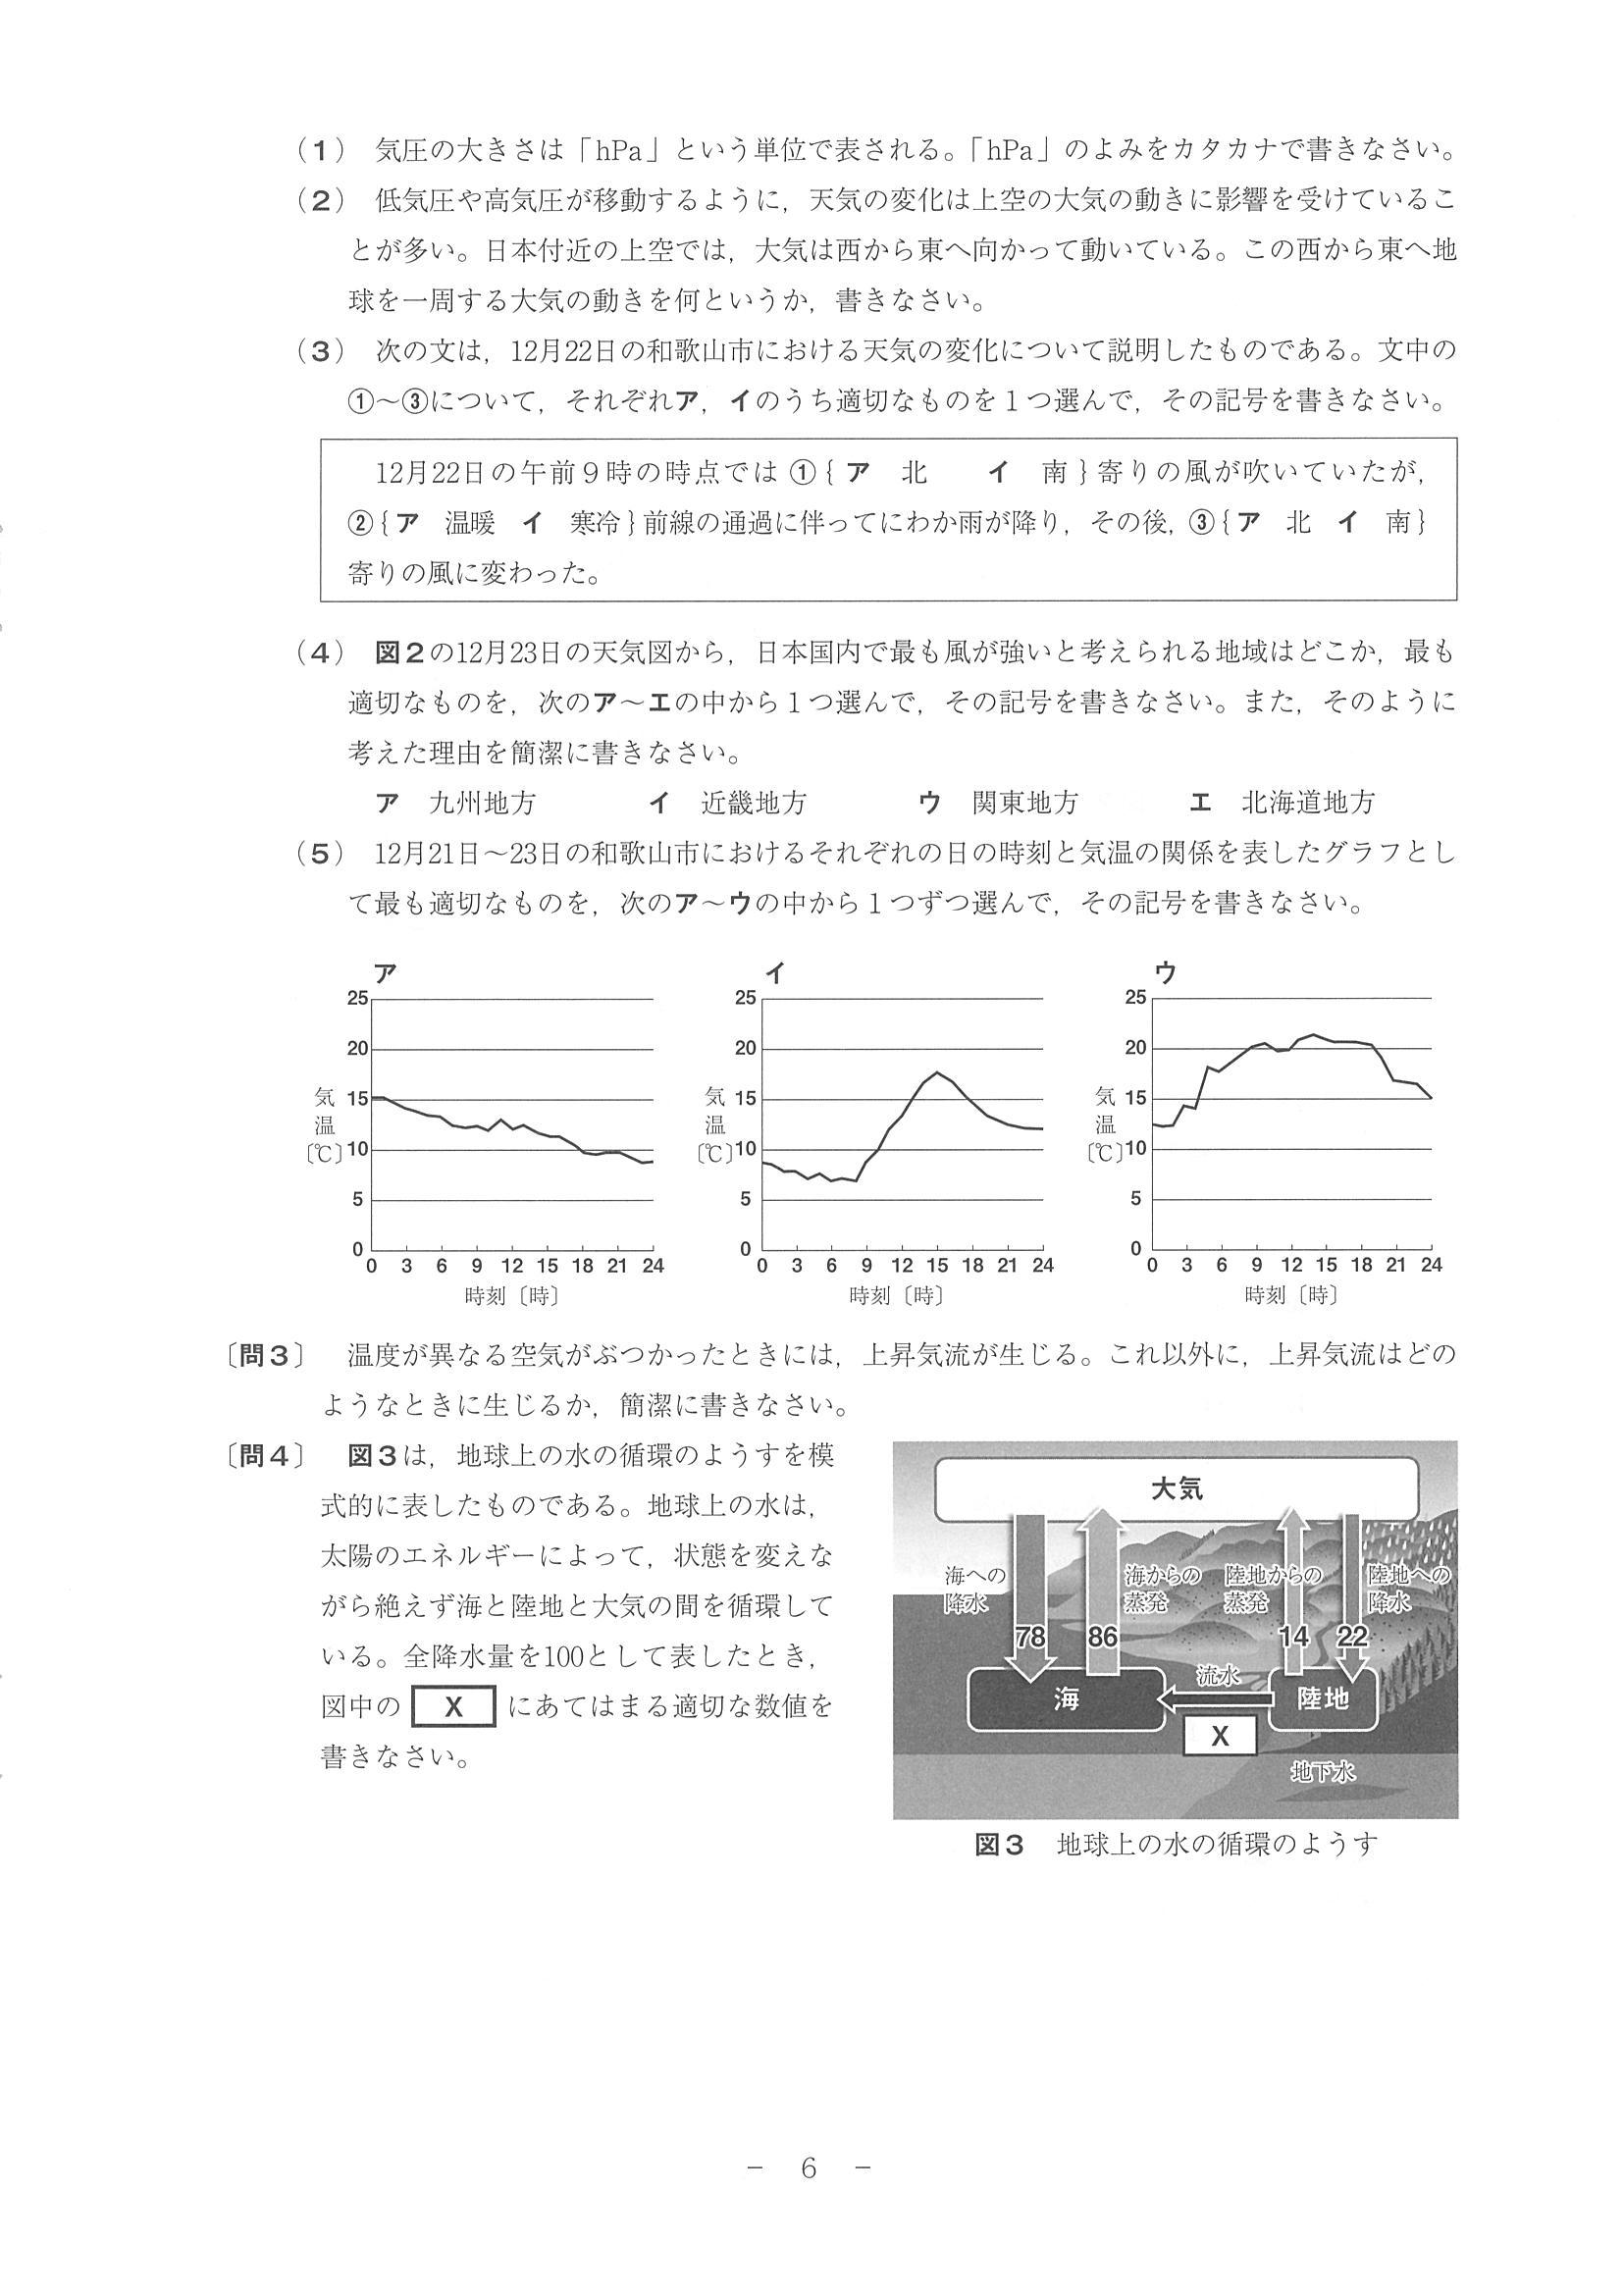 （１）　気圧の大きさは「hPa」という単位で表される。「hPa」のよみをカタカナで書きなさい。
（２）　低気圧や高気圧が移動するように，天気の変化は上空の大気の動きに影響を受けているこ
とが多い。日本付近の上空では，大気は西から東へ向かって動いている。この西から東へ地
球を一周する大気の動きを何というか，書きなさい。
（３）　次の文は，12月22日の和歌山市における天気の変化について説明したものである。文中の
①～③について，それぞれア，イのうち適切なものを１つ選んで，その記号を書きなさい。
12月22日の午前９時の時点では ①{ ア　北　　イ　南 } 寄りの風が吹いていたが，
②{ ア　温暖　イ　寒冷 } 前線の通過に伴ってにわか雨が降り，その後，③{ ア　北　イ　南 }
寄りの風に変わった。
（４）　図２の12月23日の天気図から，日本国内で最も風が強いと考えられる地域はどこか，最も
適切なものを，次のア～エの中から１つ選んで，その記号を書きなさい。また，そのように
考えた理由を簡潔に書きなさい。
ア　九州地方　　イ　近畿地方　　ウ　関東地方　　エ　北海道地方
（５）　12月21日～23日の和歌山市におけるそれぞれの日の時刻と気温の関係を表したグラフとし
て最も適切なものを，次のア～ウの中から１つずつ選んで，その記号を書きなさい。
ア
25
20
15
10
5
0
気温〔℃〕
0 3 6 9 12 15 18 21 24
時刻〔時〕
イ
25
20
15
10
5
0
気温〔℃〕
0 3 6 9 12 15 18 21 24
時刻〔時〕
ウ
25
20
15
10
5
0
気温〔℃〕
0 3 6 9 12 15 18 21 24
時刻〔時〕
〔問３〕　温度が異なる空気がぶつかったときには，上昇気流が生じる。これ以外に，上昇気流はどの
ようなときに生じるか，簡潔に書きなさい。
〔問４〕　図３は，地球上の水の循環のようすを模
式的に表したものである。地球上の水は，
太陽のエネルギーによって，状態を変えな
がら絶えず海と陸地と大気の間を循環して
いる。全降水量を100として表したとき，
図中の X にあてはまる適切な数値を
書きなさい。
大気
海への
降水
海からの
蒸発
陸地からの
蒸発
陸地への
降水
78 86 14 22
流水
海
陸地
X
地下水
図３　地球上の水の循環のようす
－ 6 －